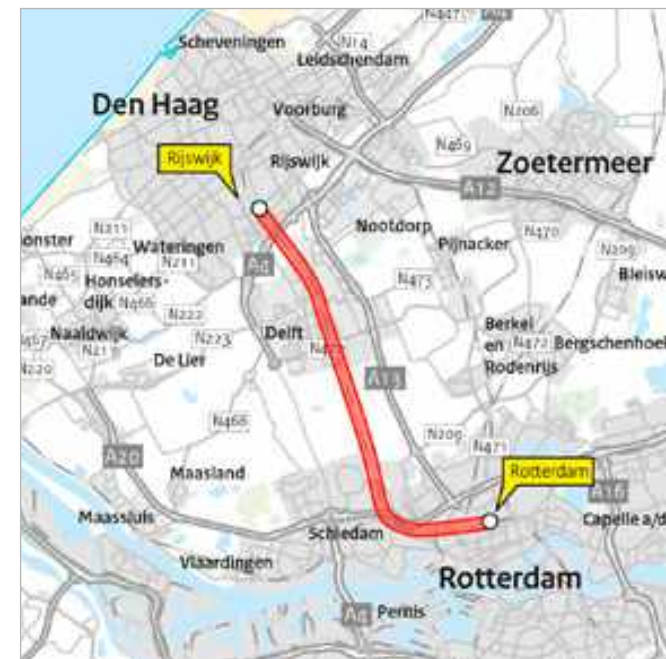 N447
Scheveningen
N14
Leidschendam
Den Haag
Voorburg
N206
Rijswijk
Rijswijk
N469
Zoetermeer
A12
N211
Nootdorp
N470
Wateringen
Pijnacker
N464
N211
A4
N209
N465
Honselers-
dijk
N466
N473
Bleisw
N222
Naaldwijk
N223
Delft
Berkel
en
Rodenrijs
N472
Bergschenhoek
De Lier
A13
N468
N209
N471
A20
Maasland
Rotterdam
A16
Maassluis
Schiedam
Capelle a/d
Vlaardingen
Rotterdam
A4
Pernis